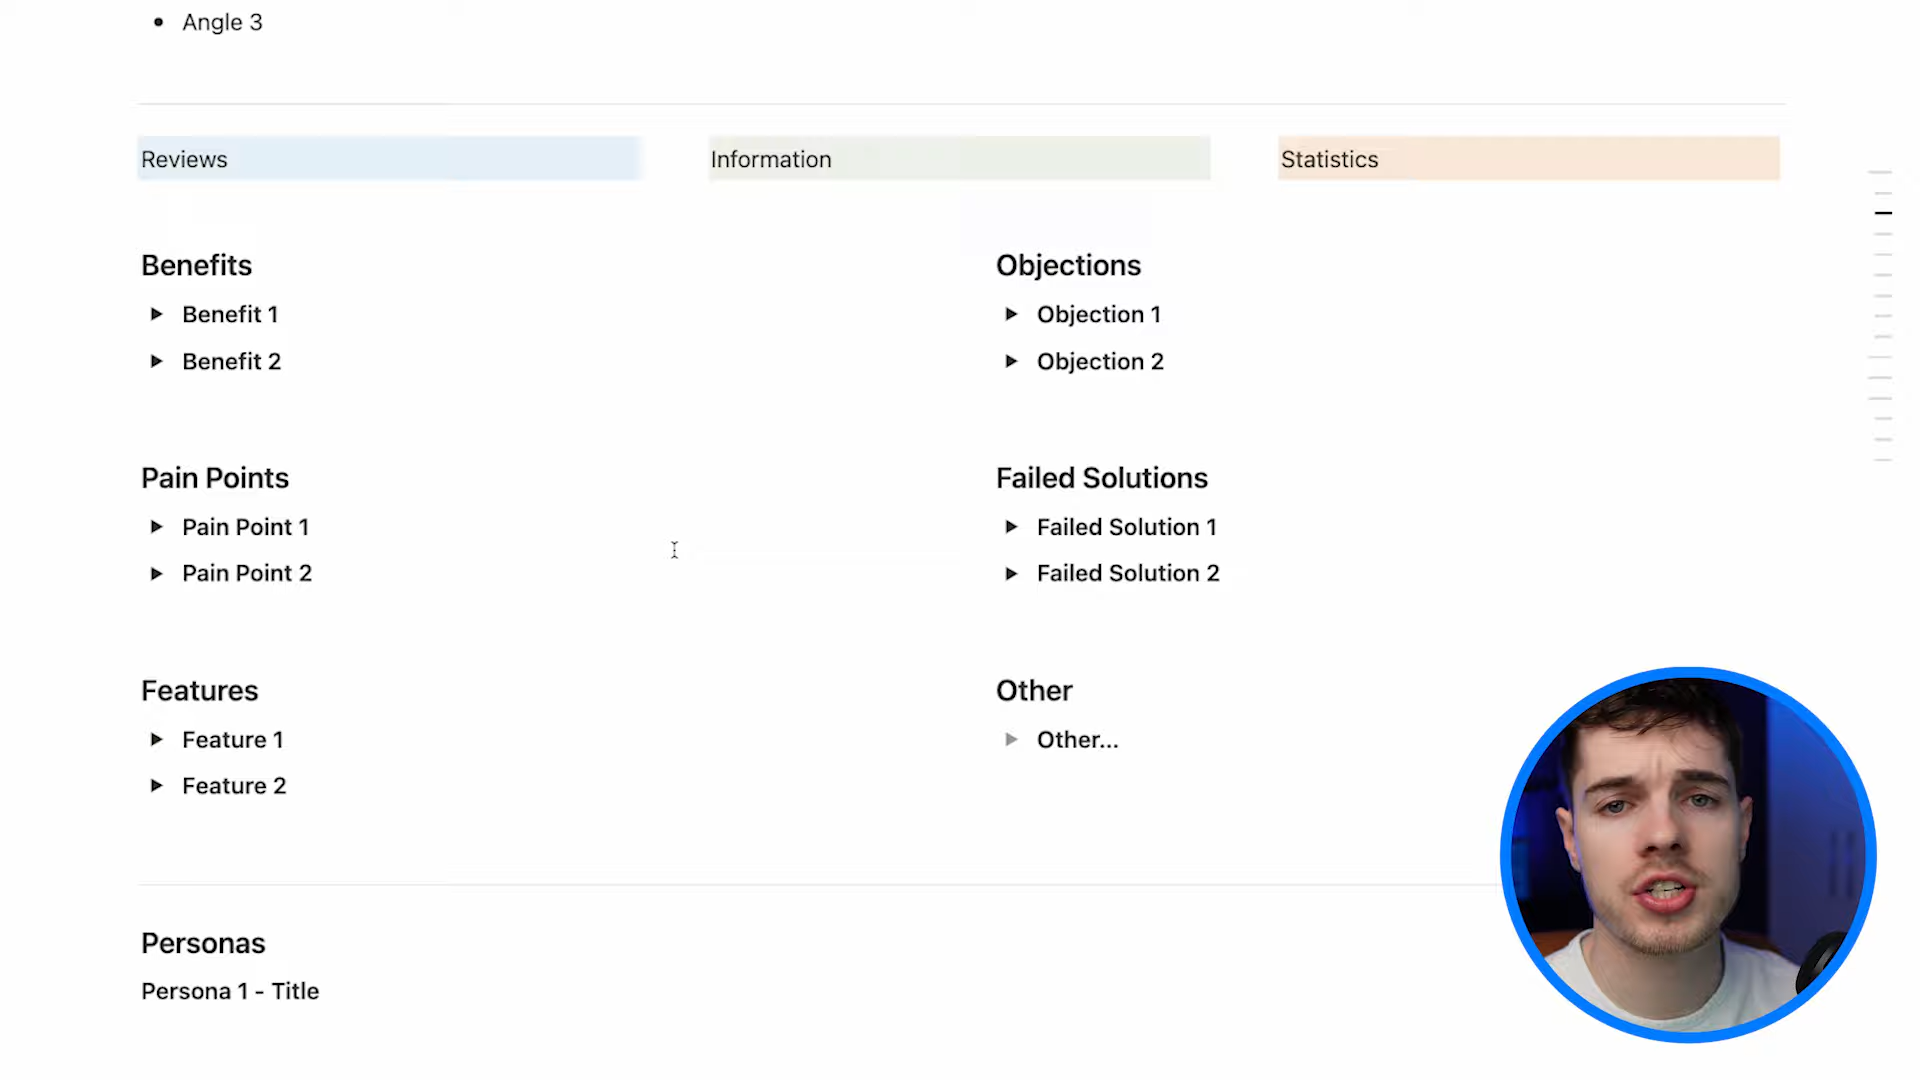 Angle 3
Reviews
Information
Statistics
Benefits
Benefit 1
Benefit 2
Objections
Objection 1
Objection 2
Pain Points
Pain Point 1
Pain Point 2
Failed Solutions
Failed Solution 1
Failed Solution 2
Features
Feature 1
Feature 2
Other
Other...
Personas
Persona 1 - Title